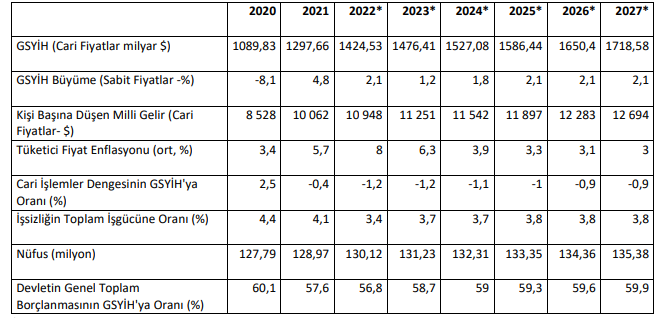 2020 2021 2022* 2023* 2024* 2025* 2026* 2027*
GSYİH (Cari Fiyatlar milyar $) 1089,83 1297,66 1424,53 1476,41 1527,08 1586,44 1650,4 1718,58
GSYİH Büyüme (Sabit Fiyatlar -%) -8,1 4,8 2,1 1,2 1,8 2,1 2,1 2,1
Kişi Başına Düşen Milli Gelir (Cari 8 528 10 062 10 948 11 251 11 542 11 897 12 283 12 694
Fiyatlar- $)
Tüketici Fiyat Enflasyonu (ort, %) 3,4 5,7 8 6,3 3,9 3,3 3,1 3
Cari İşlemler Dengesinin GSYİH'ya 2,5 -0,4 -1,2 -1,2 -1,1 -1 -0,9 -0,9
Oranı (%)
İşsizliğin Toplam İşgücüne Oranı (%) 4,4 4,1 3,4 3,7 3,7 3,8 3,8 3,8
Nüfus (milyon) 127,79 128,97 130,12 131,23 132,31 133,35 134,36 135,38
Devletin Genel Toplam 60,1 57,6 56,8 58,7 59 59,3 59,6 59,9
Borçlanmasının GSYİH'ya Oranı (%)